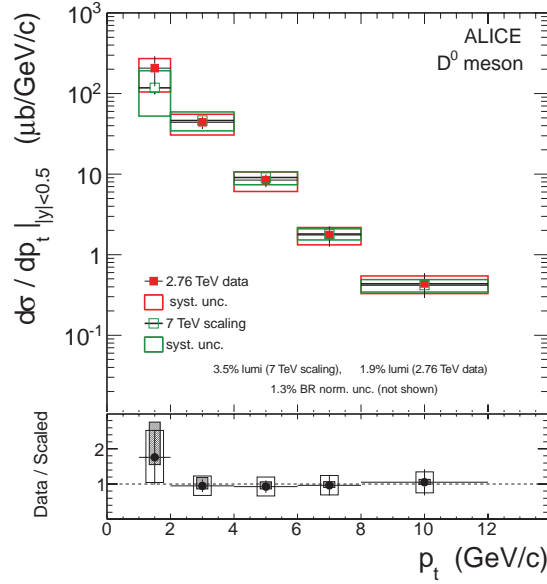 ALICE
D⁰ meson
dσ / dpₜ ||y|<0.5 (μb/GeV/c)
10³
10²
10
1
10⁻¹
2.76 TeV data
syst. unc.
7 TeV scaling
syst. unc.
3.5% lumi (7 TeV scaling), 1.9% lumi (2.76 TeV data)
1.3% BR norm. unc. (not shown)
Data / Scaled
2
1
0 2 4 6 8 10 12 14
pₜ (GeV/c)